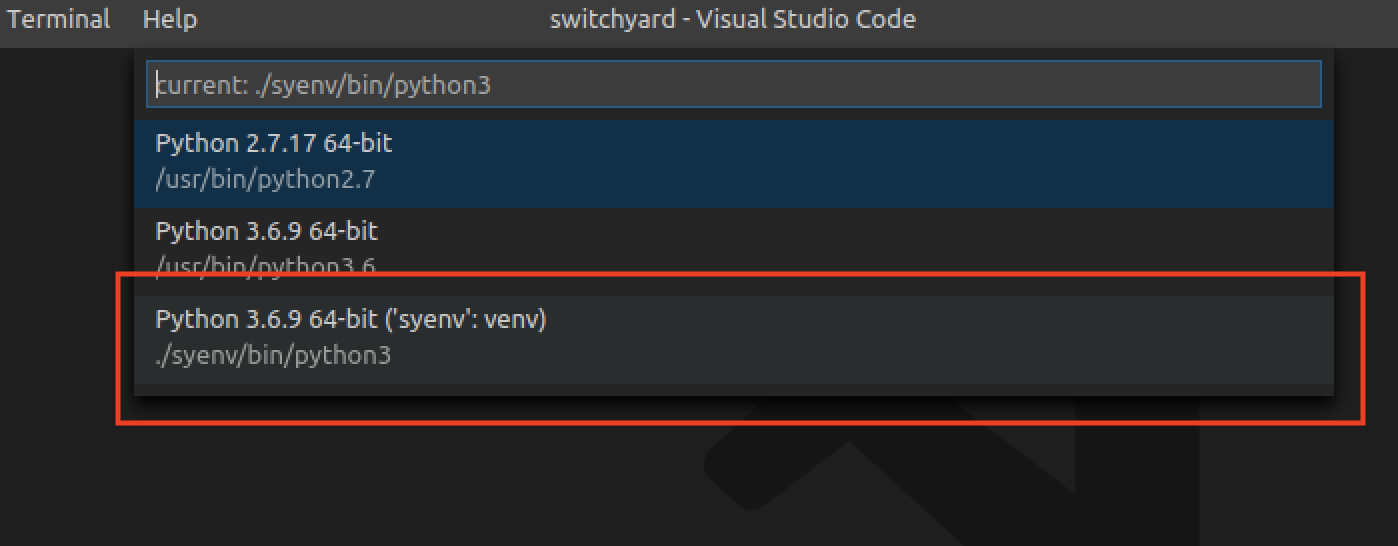 Terminal Help switchyard - Visual Studio Code
current: ./syenv/bin/python3
Python 2.7.17 64-bit
/usr/bin/python2.7
Python 3.6.9 64-bit
/usr/bin/python3.6
Python 3.6.9 64-bit ('syenv': venv)
./syenv/bin/python3